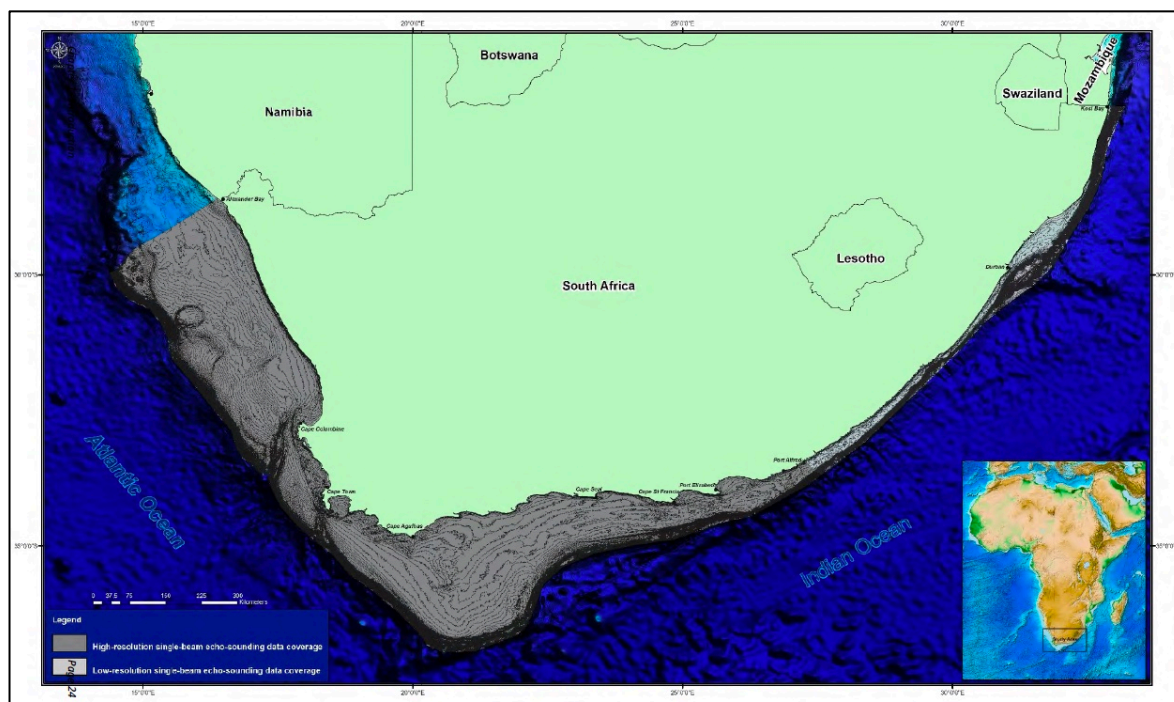 15°0'0"E 20°0'0"E 25°0'0"E 30°0'0"E
Botswana
Namibia
Swaziland
Mozambique
Kosi Bay
Alexander Bay
Lesotho
Durban
30°0'0"S 30°0'0"S
South Africa
Cape Columbine
Port Alfred
Cape Town
Cape Seal
Cape St Francis
Port Elizabeth
Cape Agulhas
Atlantic Ocean
Indian Ocean
35°0'0"S 35°0'0"S
0 37.5 75 150 225 300
Kilometers
Study Area
Legend
High-resolution single-beam echo-sounding data coverage
Low-resolution single-beam echo-sounding data coverage
15°0'0"E 20°0'0"E 25°0'0"E 30°0'0"E